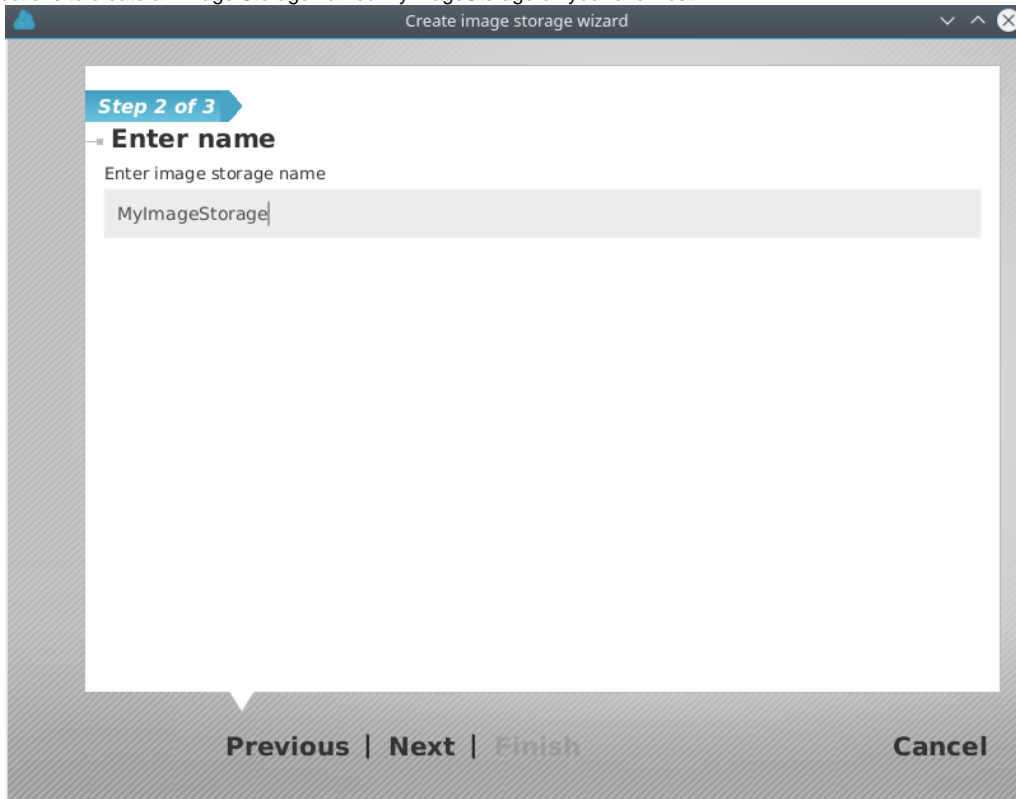 Create image storage wizard
Step 2 of 3
Enter name
Enter image storage name
MyImageStorage
Previous | Next | Finish
Cancel